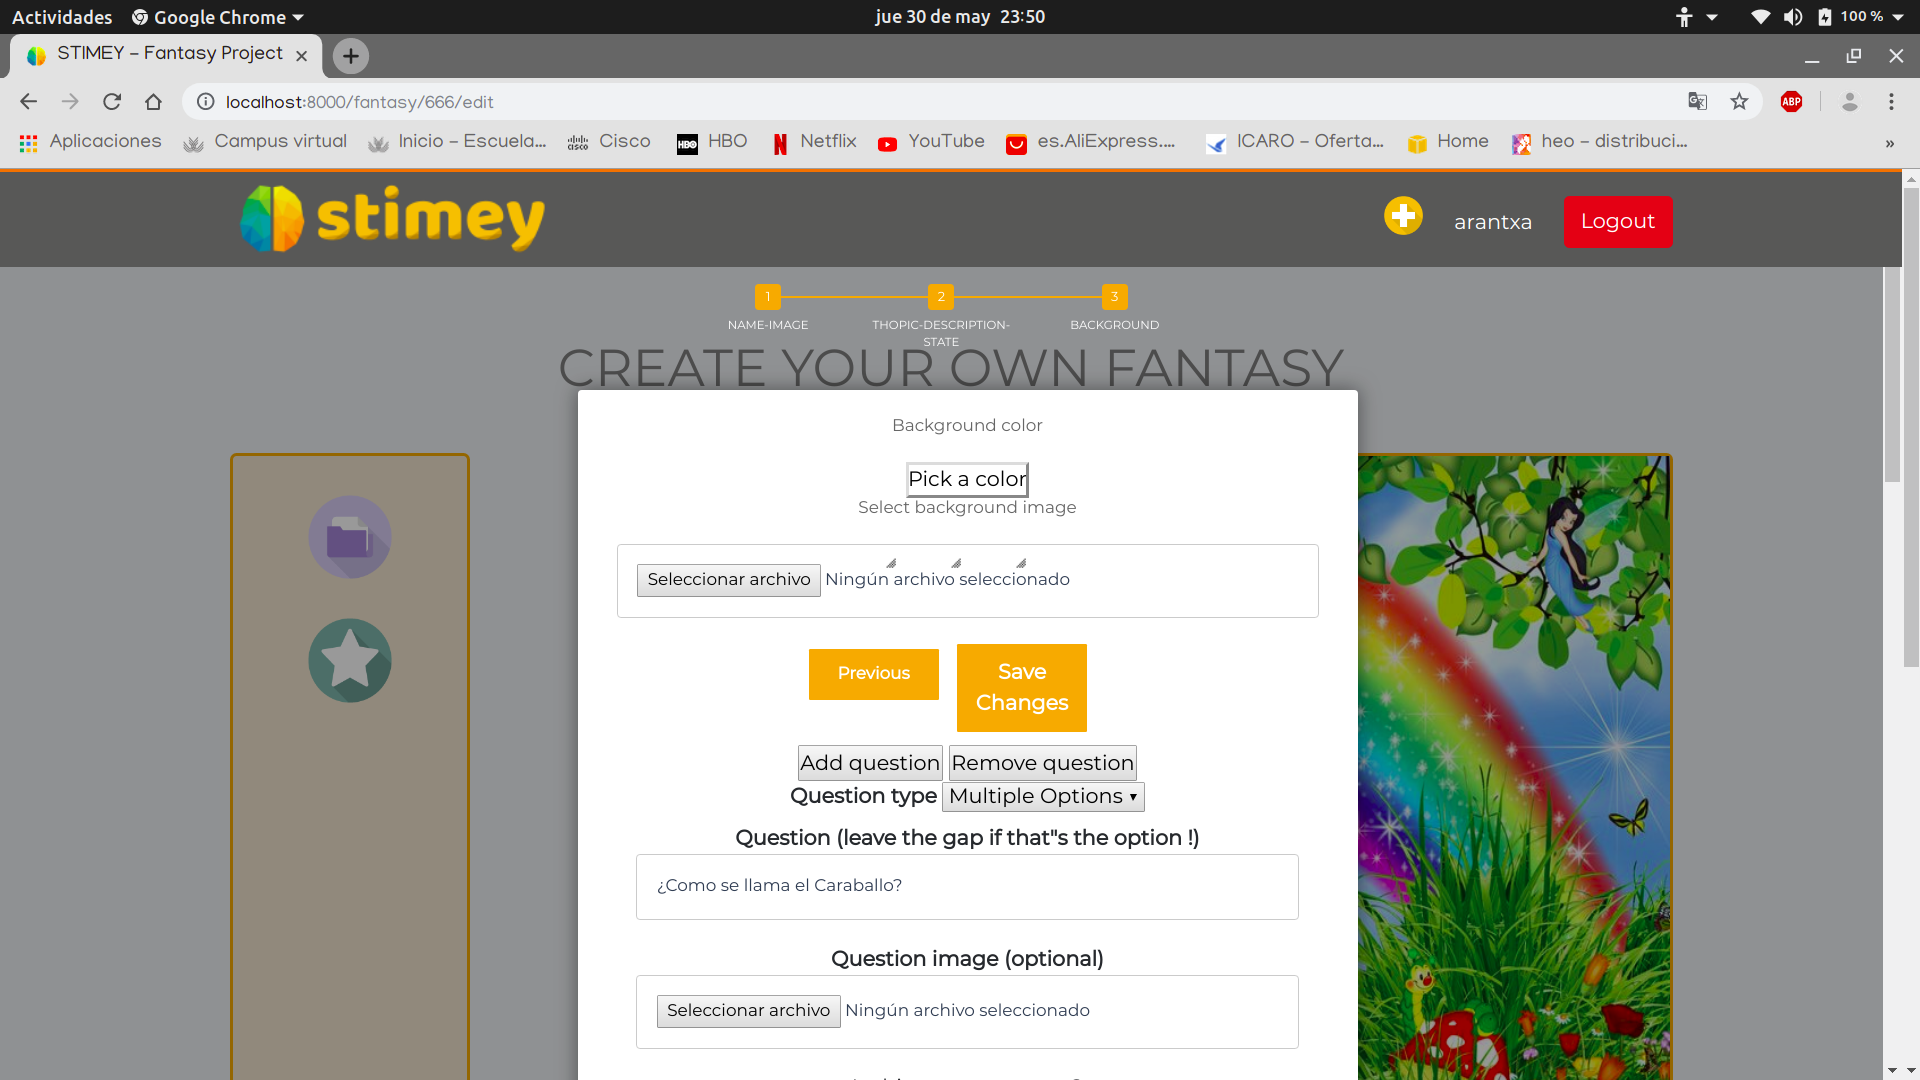 Actividades Google Chrome jue 30 de may 23:50 100 %
STIMEY – Fantasy Project
localhost:8000/fantasy/666/edit ABP
Aplicaciones Campus virtual Inicio – Escuela... Cisco HBO Netflix YouTube es.AliExpress.... ICARO – Oferta... Home heo – distribuci... »
stimey arantxa Logout
1 2 3
NAME-IMAGE THOPIC-DESCRIPTION- BACKGROUND
STATE
CREATE YOUR OWN FANTASY
Background color
Pick a color
Select background image
Seleccionar archivo Ningún archivo seleccionado
Previous Save
Changes
Add question Remove question
Question type Multiple Options
Question (leave the gap if that"s the option !)
¿Como se llama el Caraballo?
Question image (optional)
Seleccionar archivo Ningún archivo seleccionado